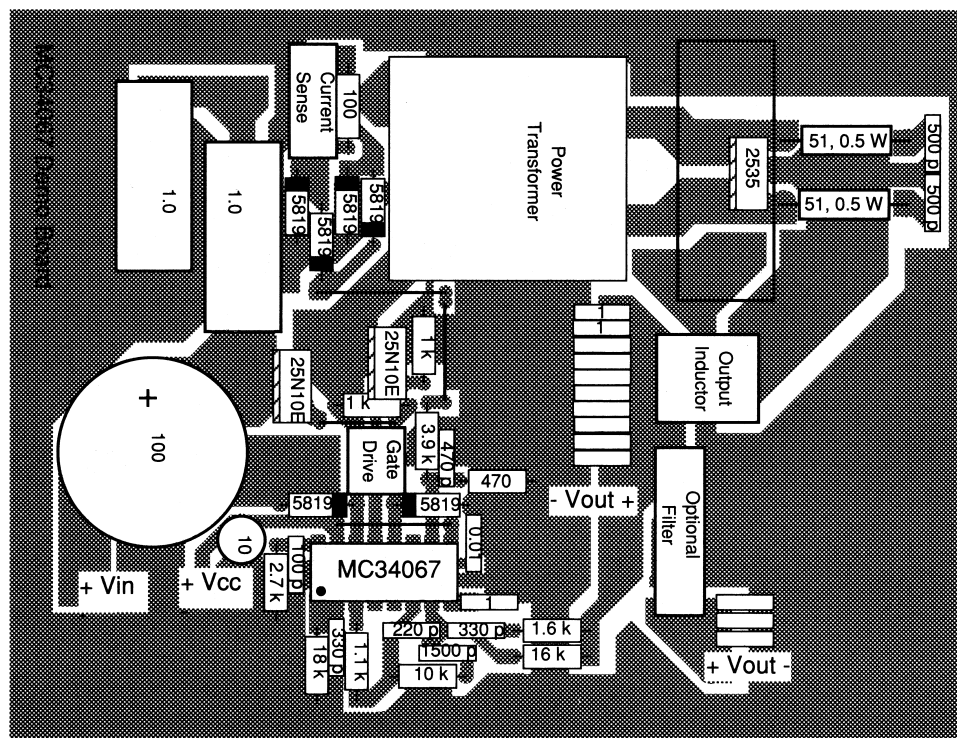 MC34067 Demo Board
1.0
1.0
Current
Sense
100
5819
5819
5819
5819
Power
Transformer
2535
51, 0.5 W
51, 0.5 W
500 p
500 p
25N10E
25N10E
1 k
1 k
1
1
Output
Inductor
+
100
Gate
Drive
3.9 k
470 p
470
- Vout +
Optional
Filter
5819
5819
0.01
10
100 p
2.7 k
MC34067
+ Vin
+ Vcc
1
220 p
330 p
1.6 k
1500 p
16 k
10 k
18 k
330 p
1.1 k
+ Vout -